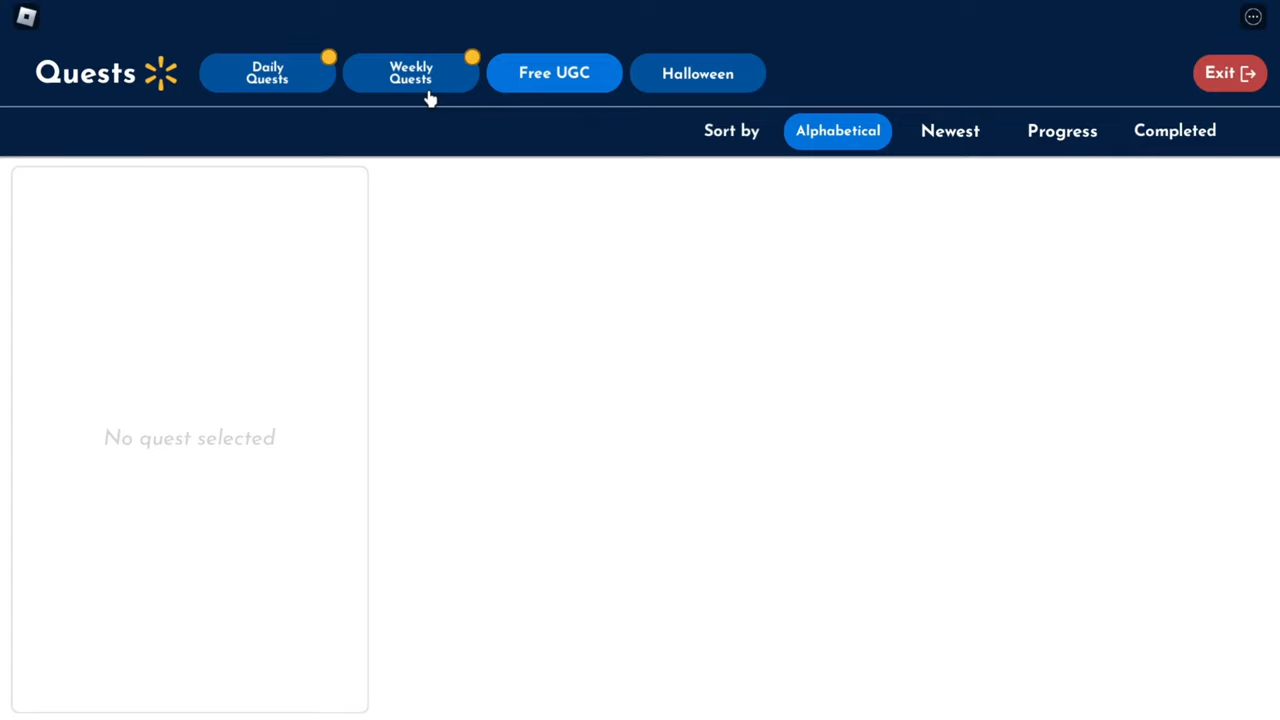 Quests
Daily
Quests
Weekly
Quests
Free UGC
Halloween
Exit
Sort by
Alphabetical
Newest
Progress
Completed
No quest selected